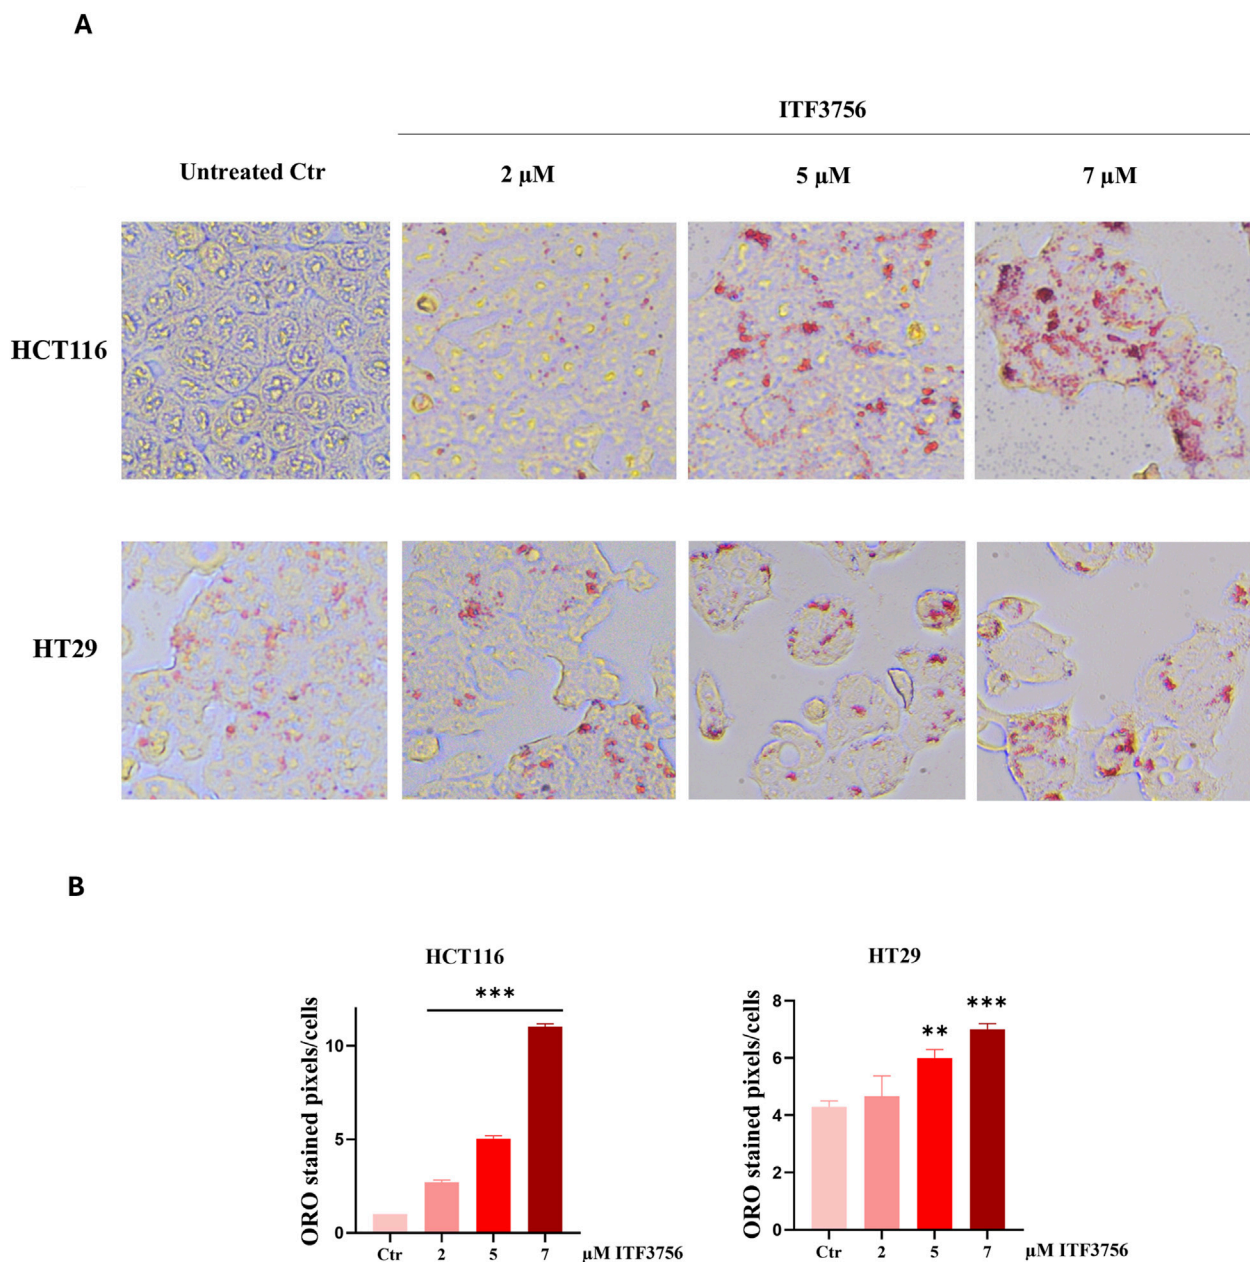 A
ITF3756
Untreated Ctr 2 µM 5 µM 7 µM
HCT116
HT29
B
HCT116
***
ORO stained pixels/cells
10
5
0
Ctr 2 5 7 µM ITF3756
HT29
***
**
ORO stained pixels/cells
8
6
4
2
0
Ctr 2 5 7 µM ITF3756